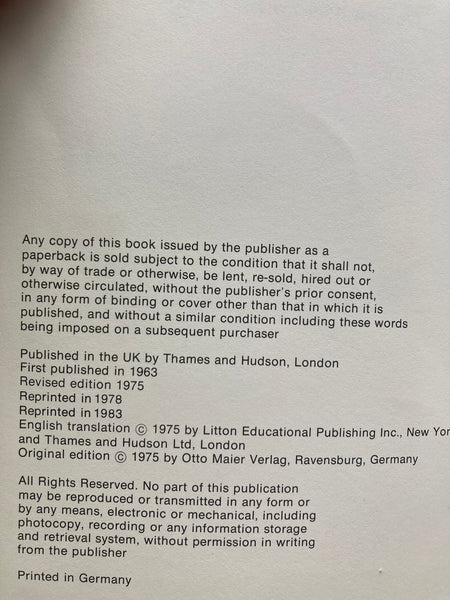 Any copy of this book issued by the publisher as a
paperback is sold subject to the condition that it shall not,
by way of trade or otherwise, be lent, re-sold, hired out or
otherwise circulated, without the publisher's prior consent,
in any form of binding or cover other than that in which it is
published, and without a similar condition including these words
being imposed on a subsequent purchaser
Published in the UK by Thames and Hudson, London
First published in 1963
Revised edition 1975
Reprinted in 1978
Reprinted in 1983
English translation © 1975 by Litton Educational Publishing Inc., New Yor
and Thames and Hudson Ltd, London
Original edition © 1975 by Otto Maier Verlag, Ravensburg, Germany
All Rights Reserved. No part of this publication
may be reproduced or transmitted in any form or
by any means, electronic or mechanical, including
photocopy, recording or any information storage
and retrieval system, without permission in writing
from the publisher
Printed in Germany